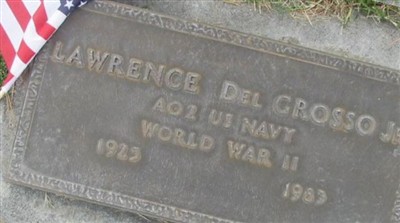 LAWRENCE DEL GROSSO JR
AO2 US NAVY
WORLD WAR II
1923 1983